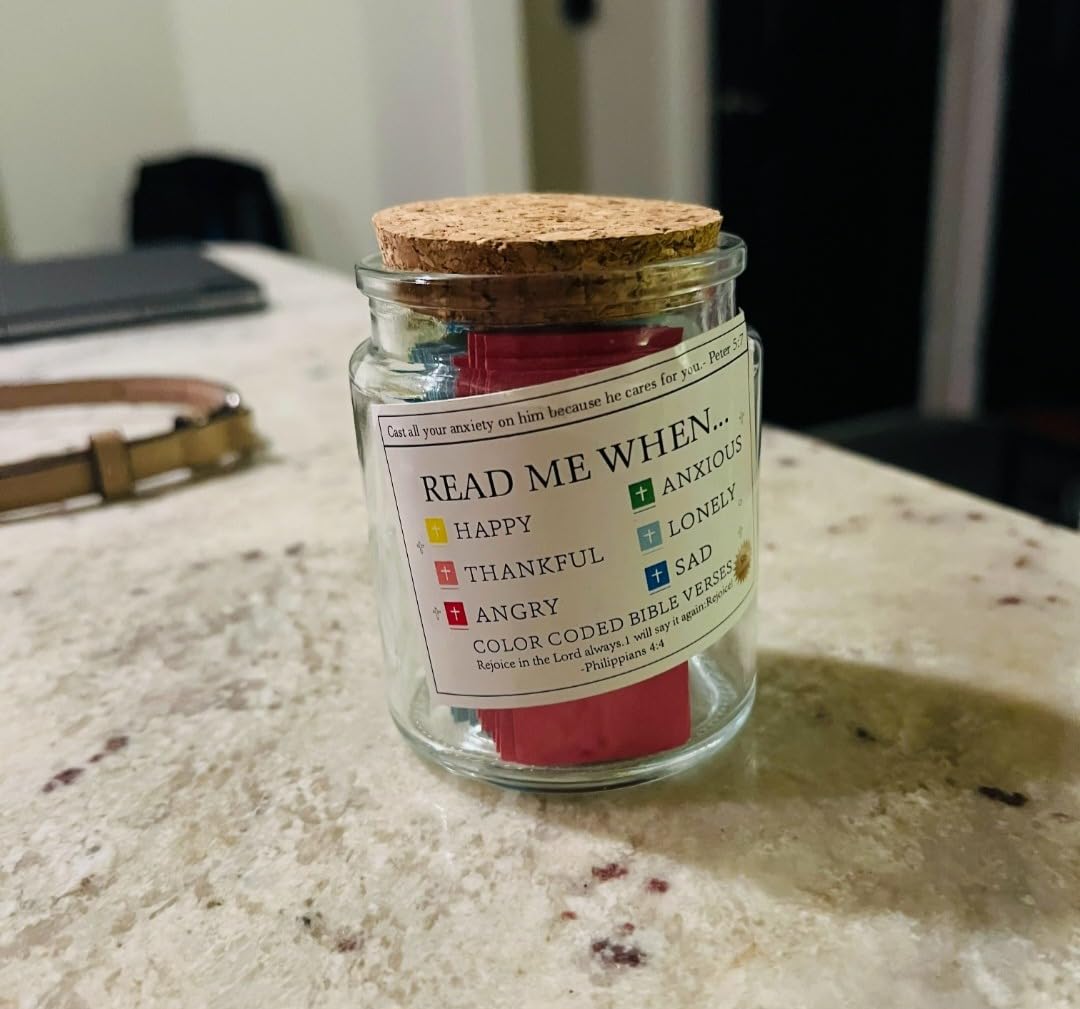 Cast all your anxiety on him because he cares for you.- Peter 5:7
READ ME WHEN...
HAPPY
THANKFUL
ANGRY
ANXIOUS
LONELY
SAD
COLOR CODED BIBLE VERSES
Rejoice in the Lord always.I will say it again:Rejoice!
-Philippians 4:4